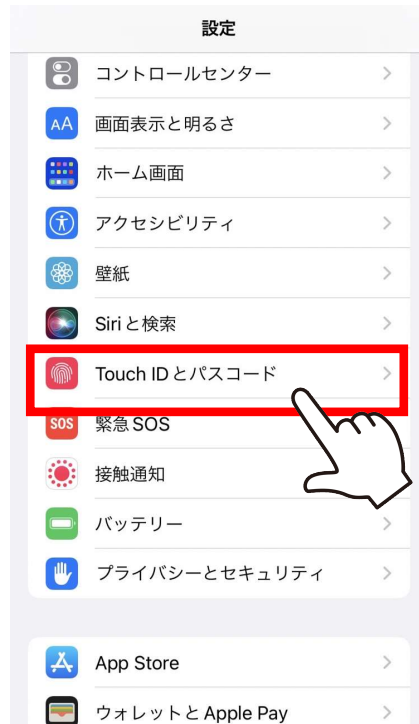 設定
コントロールセンター
AA 画面表示と明るさ
ホーム画面
アクセシビリティ
壁紙
Siriと検索
Touch IDとパスコード
SOS 緊急SOS
接触通知
バッテリー
プライバシーとセキュリティ
App Store
ウォレットとApple Pay